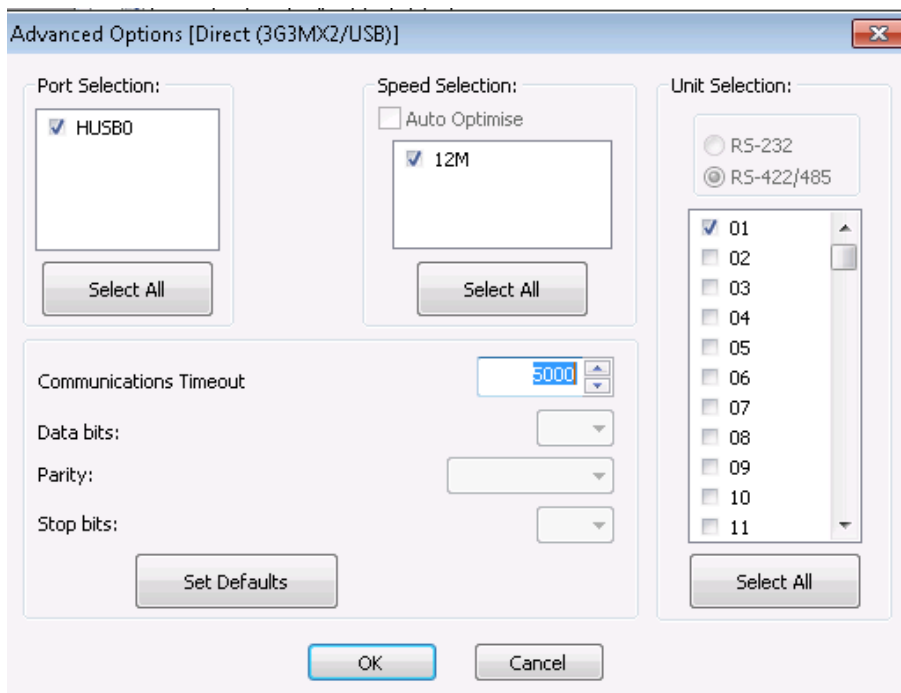 Advanced Options [Direct (3G3MX2/USB)]
Port Selection:
HUSB0
Select All
Speed Selection:
Auto Optimise
12M
Select All
Unit Selection:
RS-232
RS-422/485
01
02
03
04
05
06
07
08
09
10
11
Select All
Communications Timeout 5000
Data bits:
Parity:
Stop bits:
Set Defaults
OK Cancel